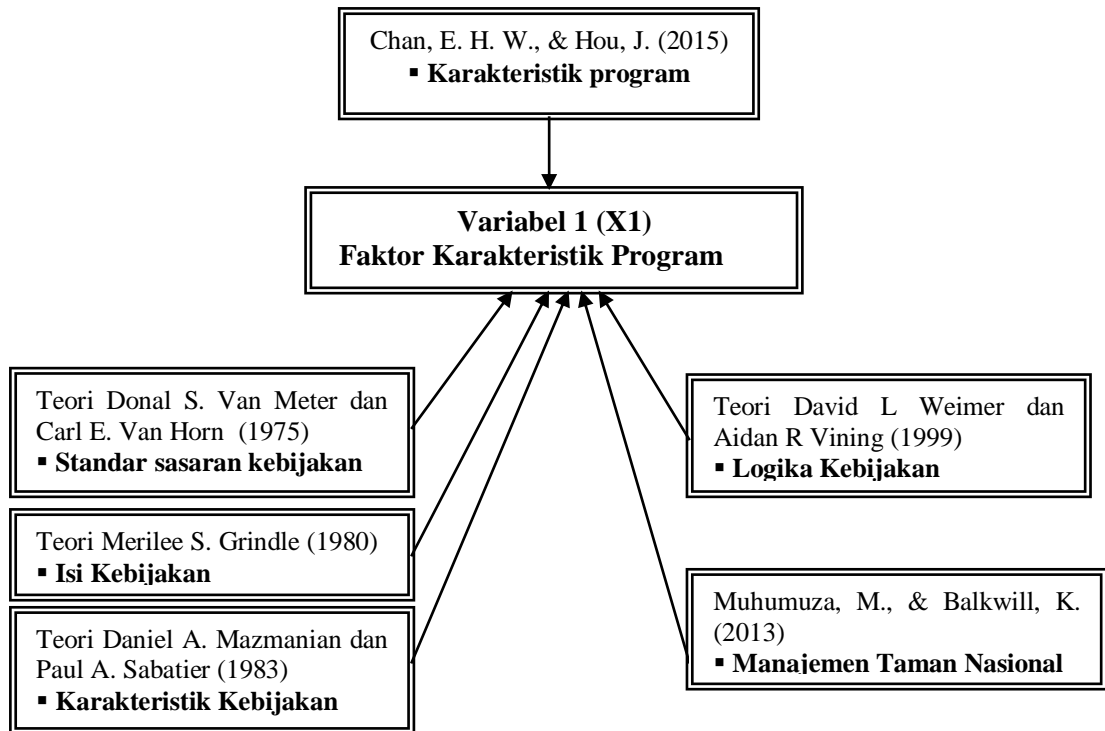 Chan, E. H. W., & Hou, J. (2015)
▪ Karakteristik program
Variabel 1 (X1)
Faktor Karakteristik Program
Teori Donal S. Van Meter dan
Carl E. Van Horn (1975)
▪ Standar sasaran kebijakan
Teori Merilee S. Grindle (1980)
▪ Isi Kebijakan
Teori Daniel A. Mazmanian dan
Paul A. Sabatier (1983)
▪ Karakteristik Kebijakan
Teori David L Weimer dan
Aidan R Vining (1999)
▪ Logika Kebijakan
Muhumuza, M., & Balkwill, K.
(2013)
▪ Manajemen Taman Nasional